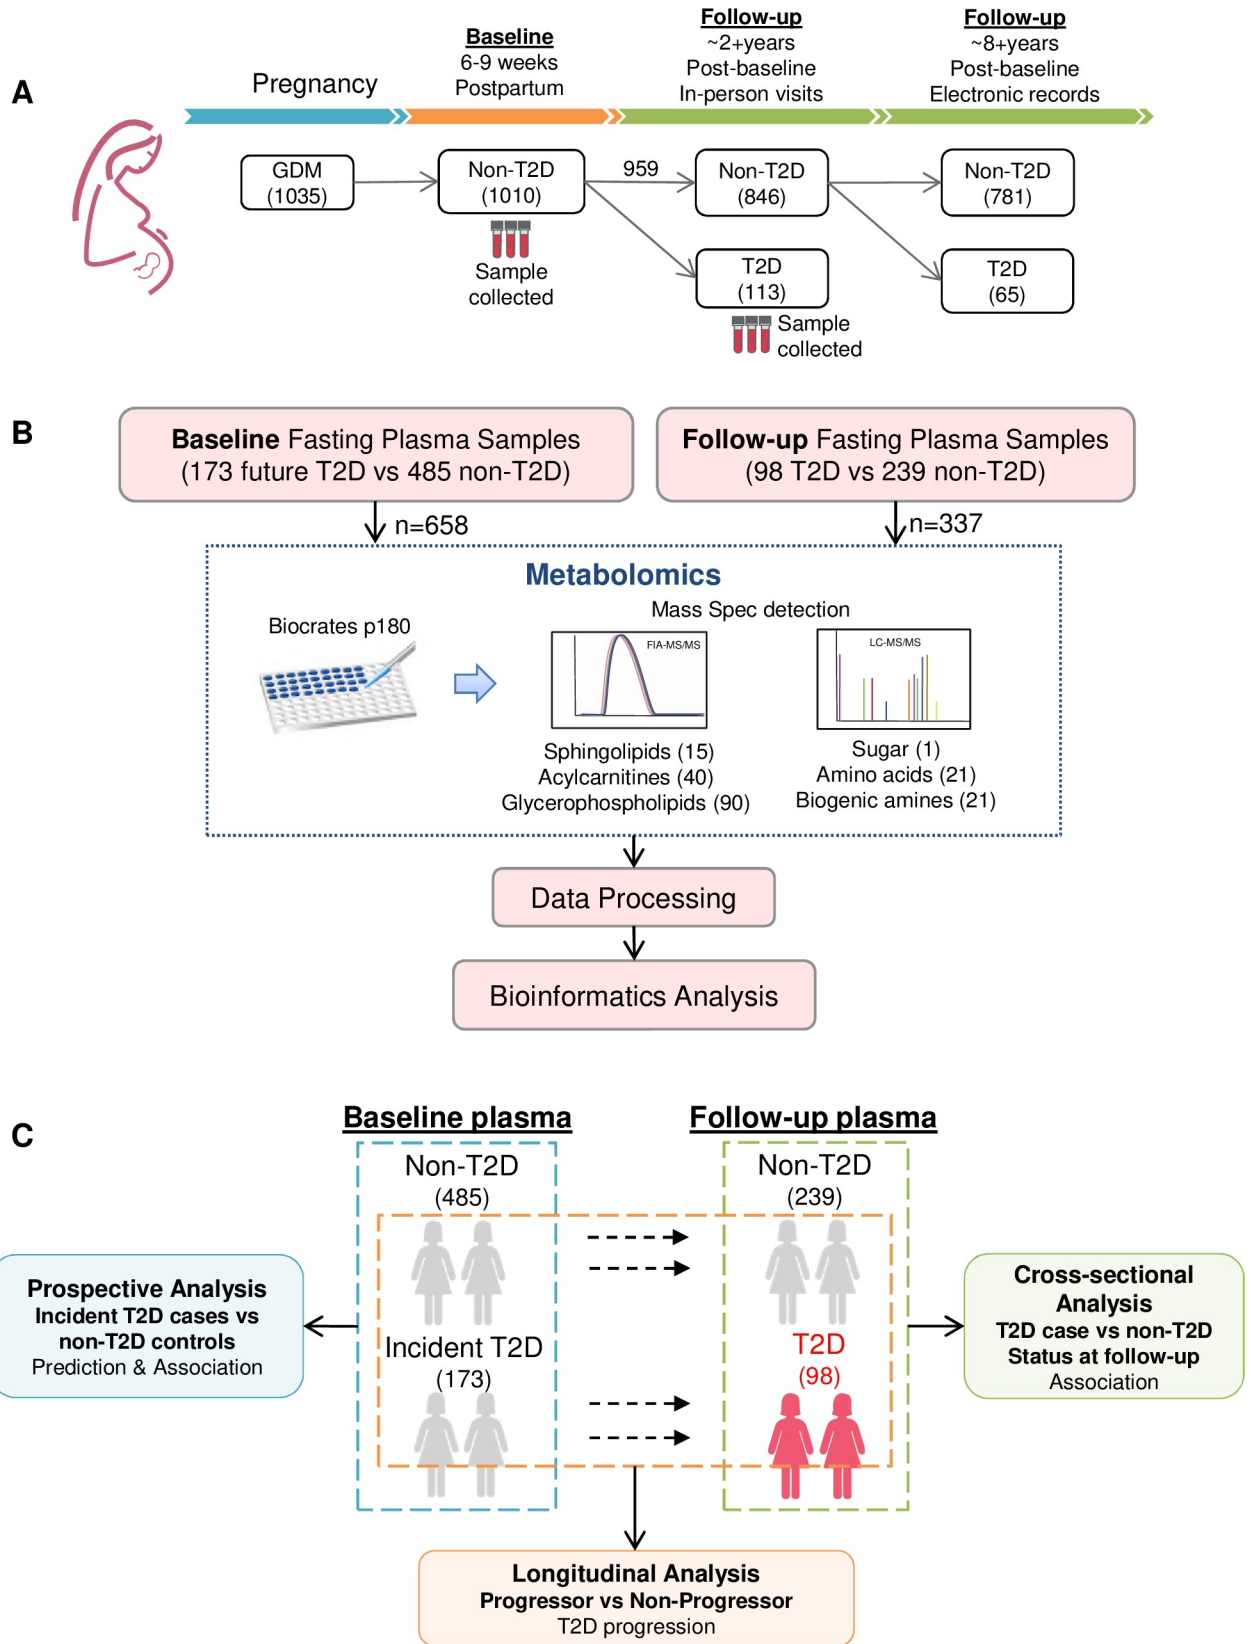 A
Pregnancy
Baseline
6-9 weeks
Postpartum
Follow-up
~2+years
Post-baseline
In-person visits
Follow-up
~8+years
Post-baseline
Electronic records
GDM
(1035)
Non-T2D
(1010)
959
Non-T2D
(846)
Non-T2D
(781)
Sample
collected
T2D
(113)
T2D
(65)
Sample
collected
B
Baseline Fasting Plasma Samples
(173 future T2D vs 485 non-T2D)
Follow-up Fasting Plasma Samples
(98 T2D vs 239 non-T2D)
n=658
n=337
Metabolomics
Mass Spec detection
Biocrates p180
FIA-MS/MS
LC-MS/MS
Sphingolipids (15)
Acylcarnitines (40)
Glycerophospholipids (90)
Sugar (1)
Amino acids (21)
Biogenic amines (21)
Data Processing
Bioinformatics Analysis
C
Baseline plasma
Follow-up plasma
Non-T2D
(485)
Non-T2D
(239)
Incident T2D
(173)
T2D
(98)
Prospective Analysis
Incident T2D cases vs
non-T2D controls
Prediction & Association
Cross-sectional
Analysis
T2D case vs non-T2D
Status at follow-up
Association
Longitudinal Analysis
Progressor vs Non-Progressor
T2D progression